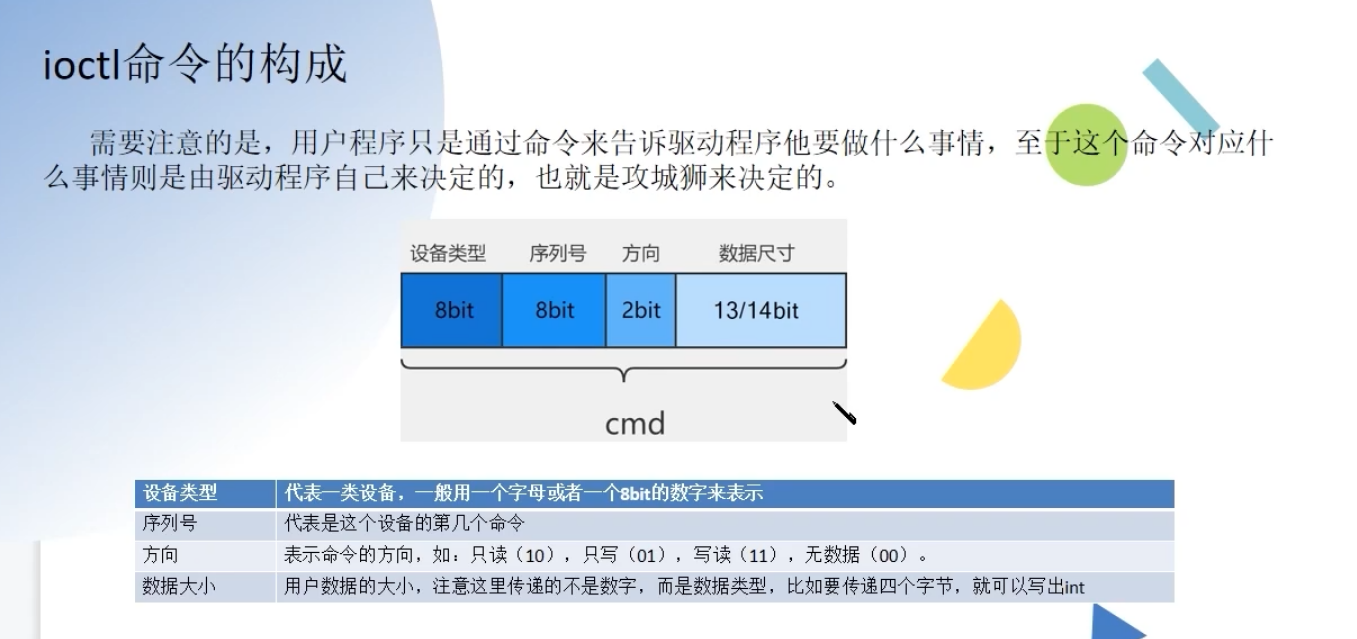 ioctl命令的构成
需要注意的是，用户程序只是通过命令来告诉驱动程序他要做什么事情，至于这个命令对应什
么事情则是由驱动程序自己来决定的，也就是攻城狮来决定的。
设备类型 序列号 方向 数据尺寸
8bit 8bit 2bit 13/14bit
cmd
设备类型 代表一类设备，一般用一个字母或者一个8bit的数字来表示
序列号 代表是这个设备的第几个命令
方向 表示命令的方向，如：只读（10），只写（01），写读（11），无数据（00）。
数据大小 用户数据的大小，注意这里传递的不是数字，而是数据类型，比如要传递四个字节，就可以写出int